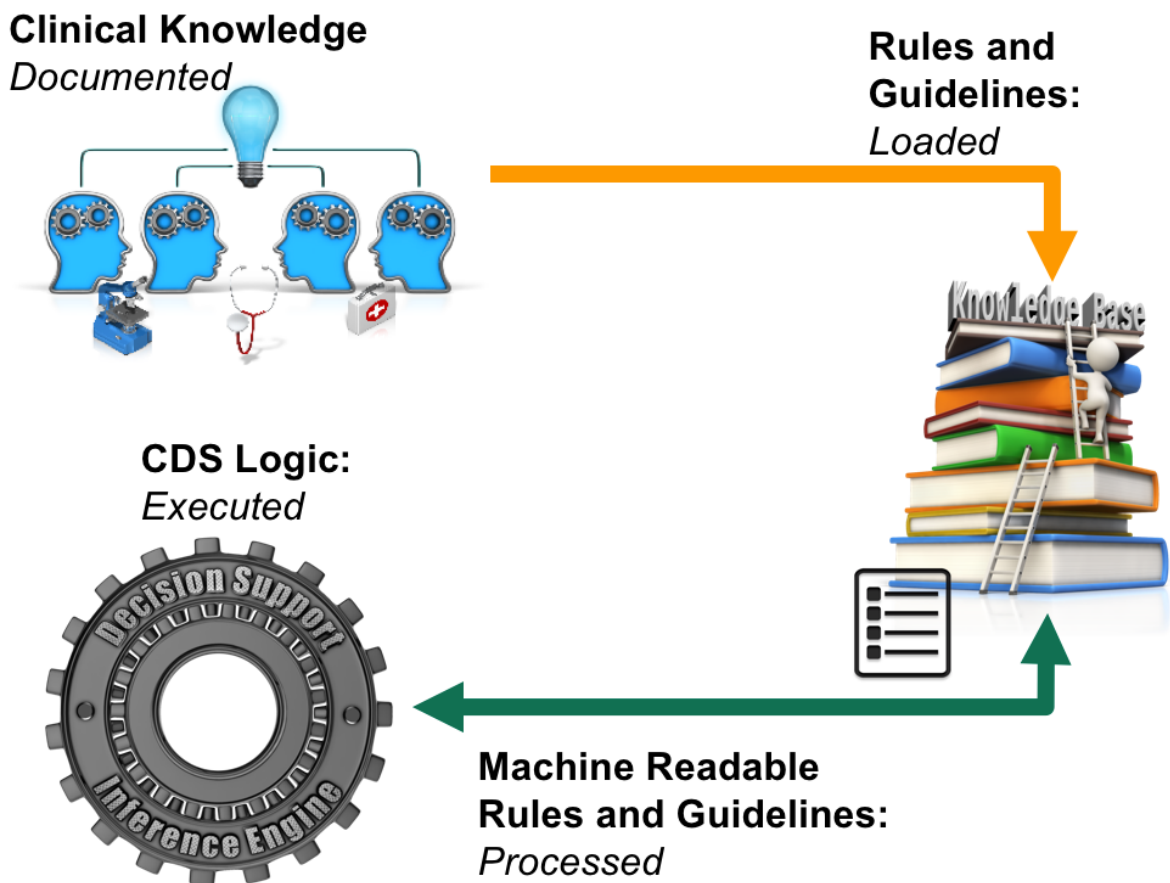 Clinical Knowledge
Documented
Rules and
Guidelines:
Loaded
Knowledge Base
CDS Logic:
Executed
Decision Support
Inference Engine
Machine Readable
Rules and Guidelines:
Processed